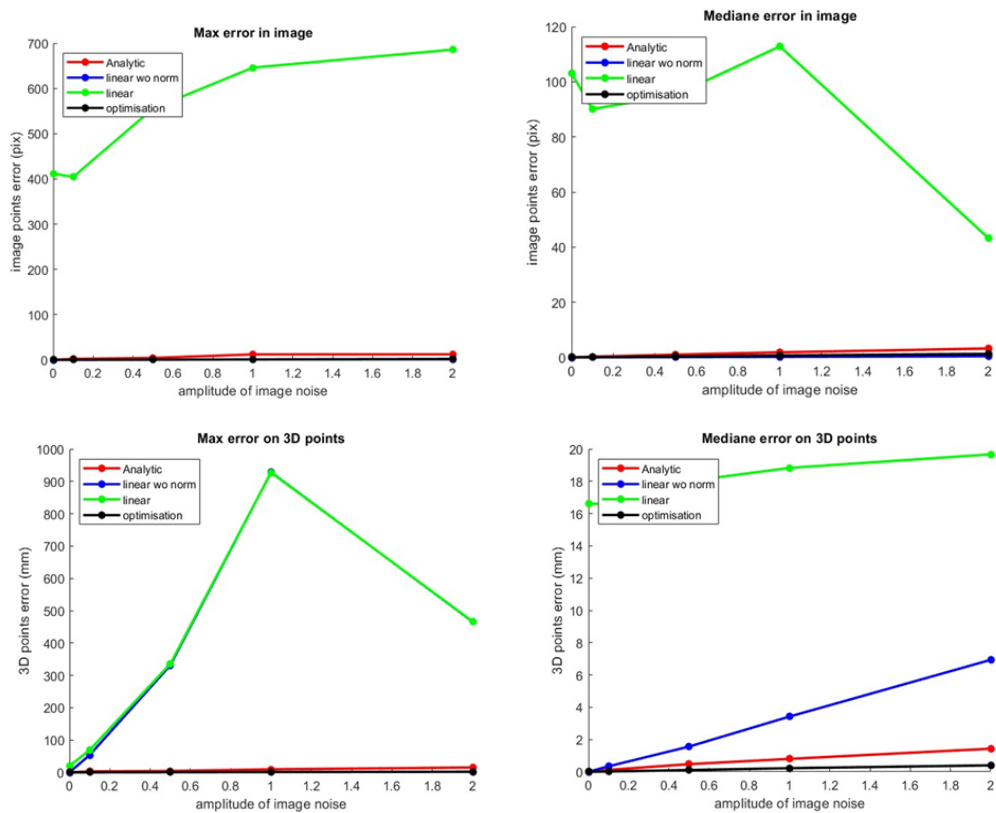 Max error in image
700
600
500
400
300
200
100
0
image points error (pix)
Analytic
linear wo norm
linear
optimisation
0 0.2 0.4 0.6 0.8 1 1.2 1.4 1.6 1.8 2
amplitude of image noise
Mediane error in image
120
100
80
60
40
20
0
image points error (pix)
Analytic
linear wo norm
linear
optimisation
0 0.2 0.4 0.6 0.8 1 1.2 1.4 1.6 1.8 2
amplitude of image noise
Max error on 3D points
1000
900
800
700
600
500
400
300
200
100
0
3D points error (mm)
Analytic
linear wo norm
linear
optimisation
0 0.2 0.4 0.6 0.8 1 1.2 1.4 1.6 1.8 2
amplitude of image noise
Mediane error on 3D points
20
18
16
14
12
10
8
6
4
2
0
3D points error (mm)
Analytic
linear wo norm
linear
optimisation
0 0.2 0.4 0.6 0.8 1 1.2 1.4 1.6 1.8 2
amplitude of image noise